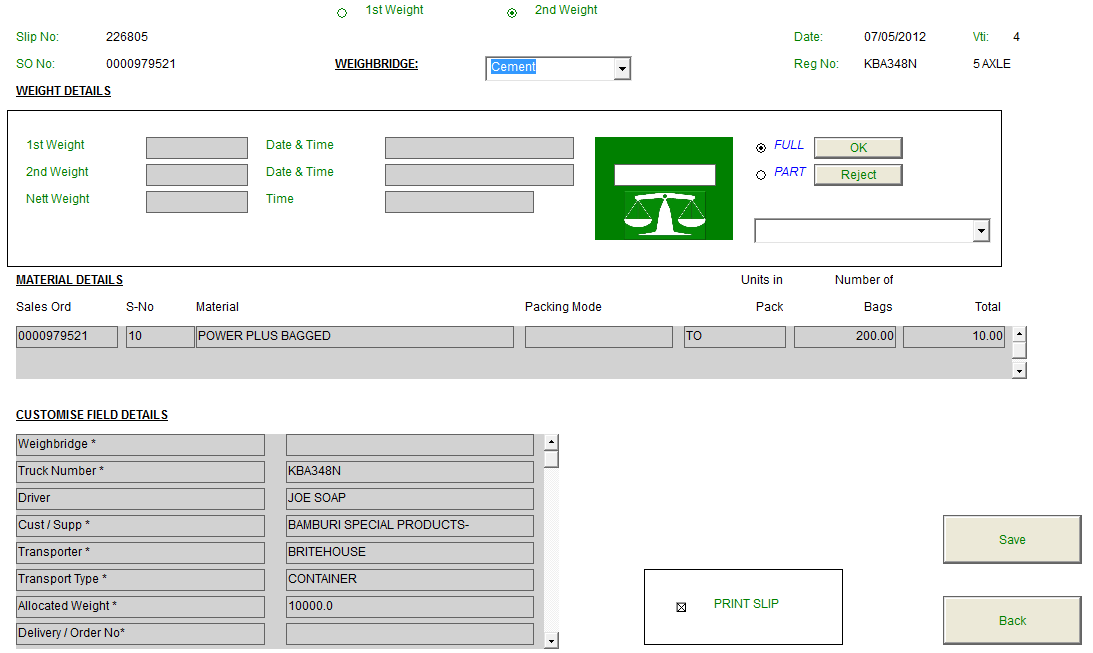 1st Weight 2nd Weight
Slip No: 226805 Date: 07/05/2012 Vti: 4
SO No: 0000979521 WEIGHBRIDGE: Cement Reg No: KBA348N 5 AXLE
WEIGHT DETAILS
1st Weight Date & Time FULL OK
2nd Weight Date & Time PART Reject
Nett Weight Time
MATERIAL DETAILS Units in Number of
Sales Ord S-No Material Packing Mode Pack Bags Total
0000979521 10 POWER PLUS BAGGED TO 200.00 10.00
CUSTOMISE FIELD DETAILS
Weighbridge *
Truck Number * KBA348N
Driver JOE SOAP
Cust / Supp * BAMBURI SPECIAL PRODUCTS-
Transporter * BRITEHOUSE
Transport Type * CONTAINER
Allocated Weight * 10000.0
Delivery / Order No*
Save
PRINT SLIP
Back